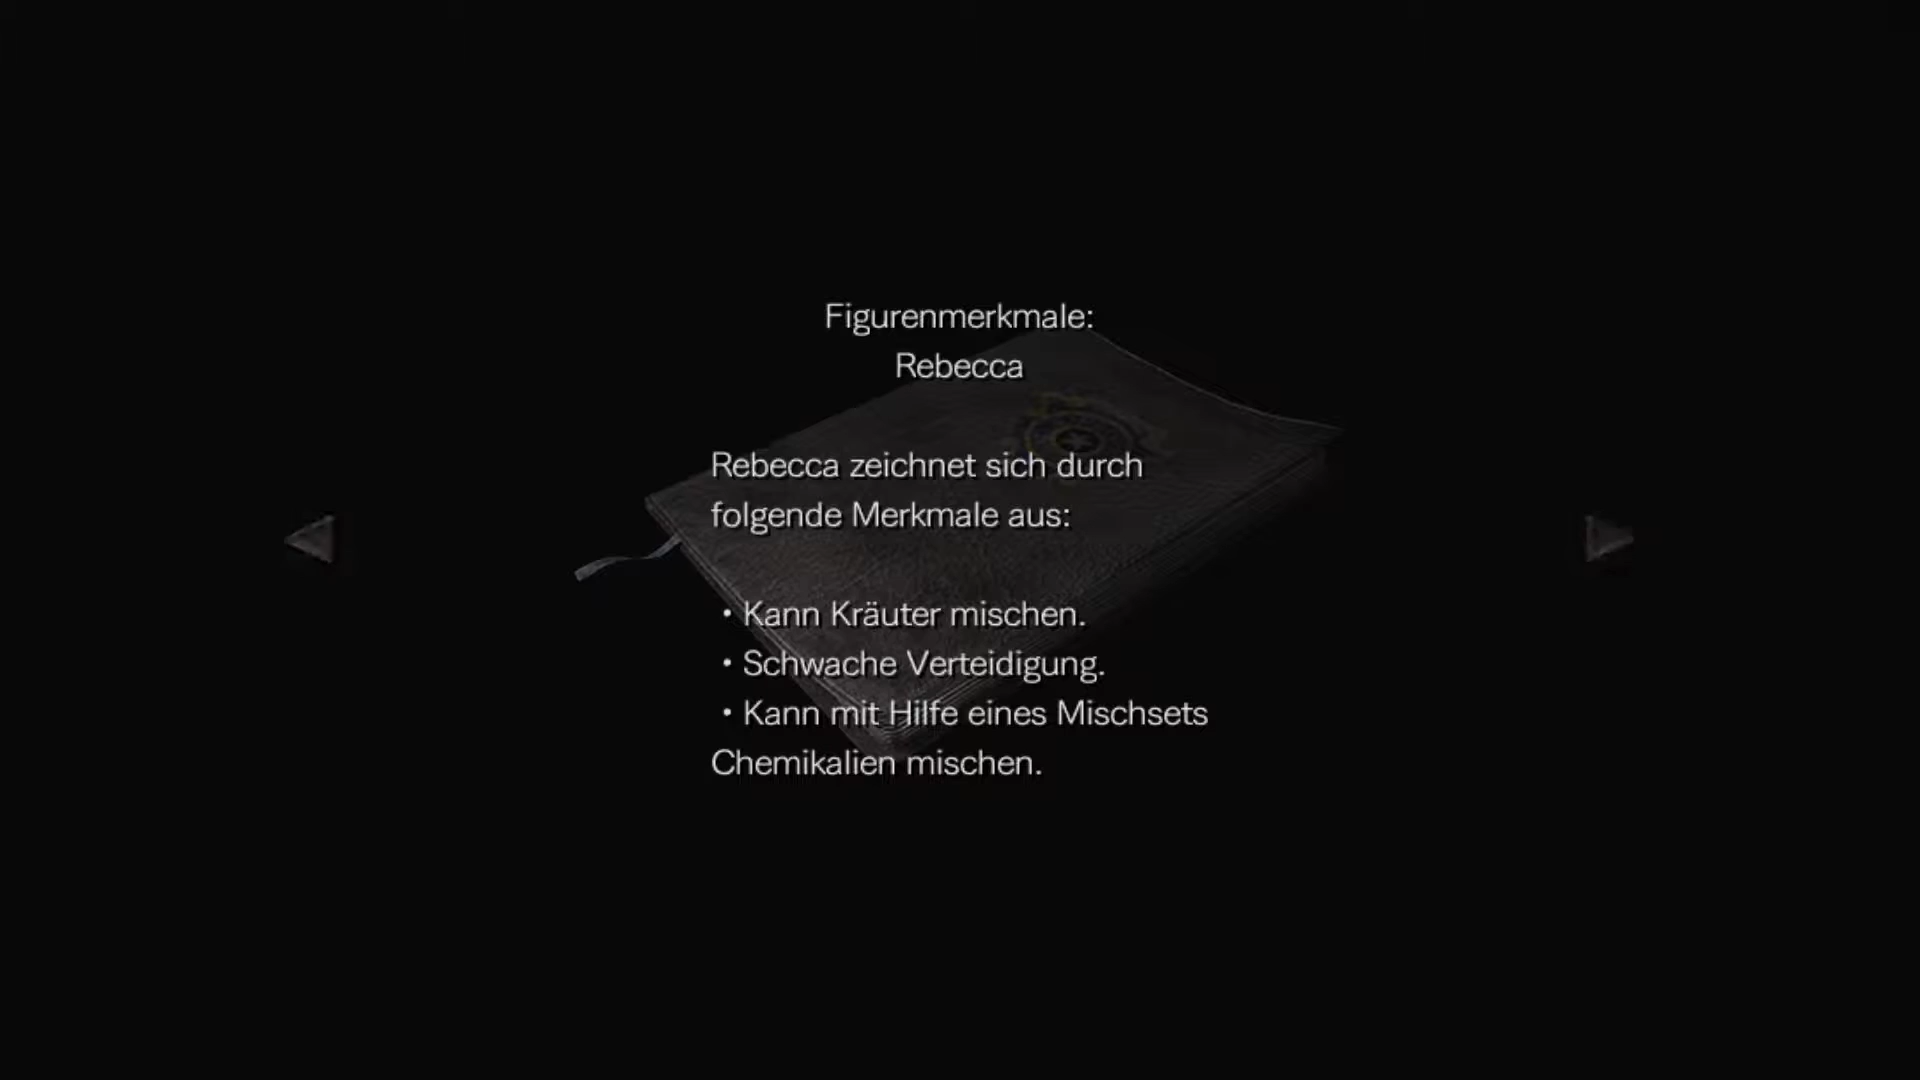 Figurenmerkmale:
Rebecca
Rebecca zeichnet sich durch
folgende Merkmale aus:
・Kann Kräuter mischen.
・Schwache Verteidigung.
・Kann mit Hilfe eines Mischsets
Chemikalien mischen.